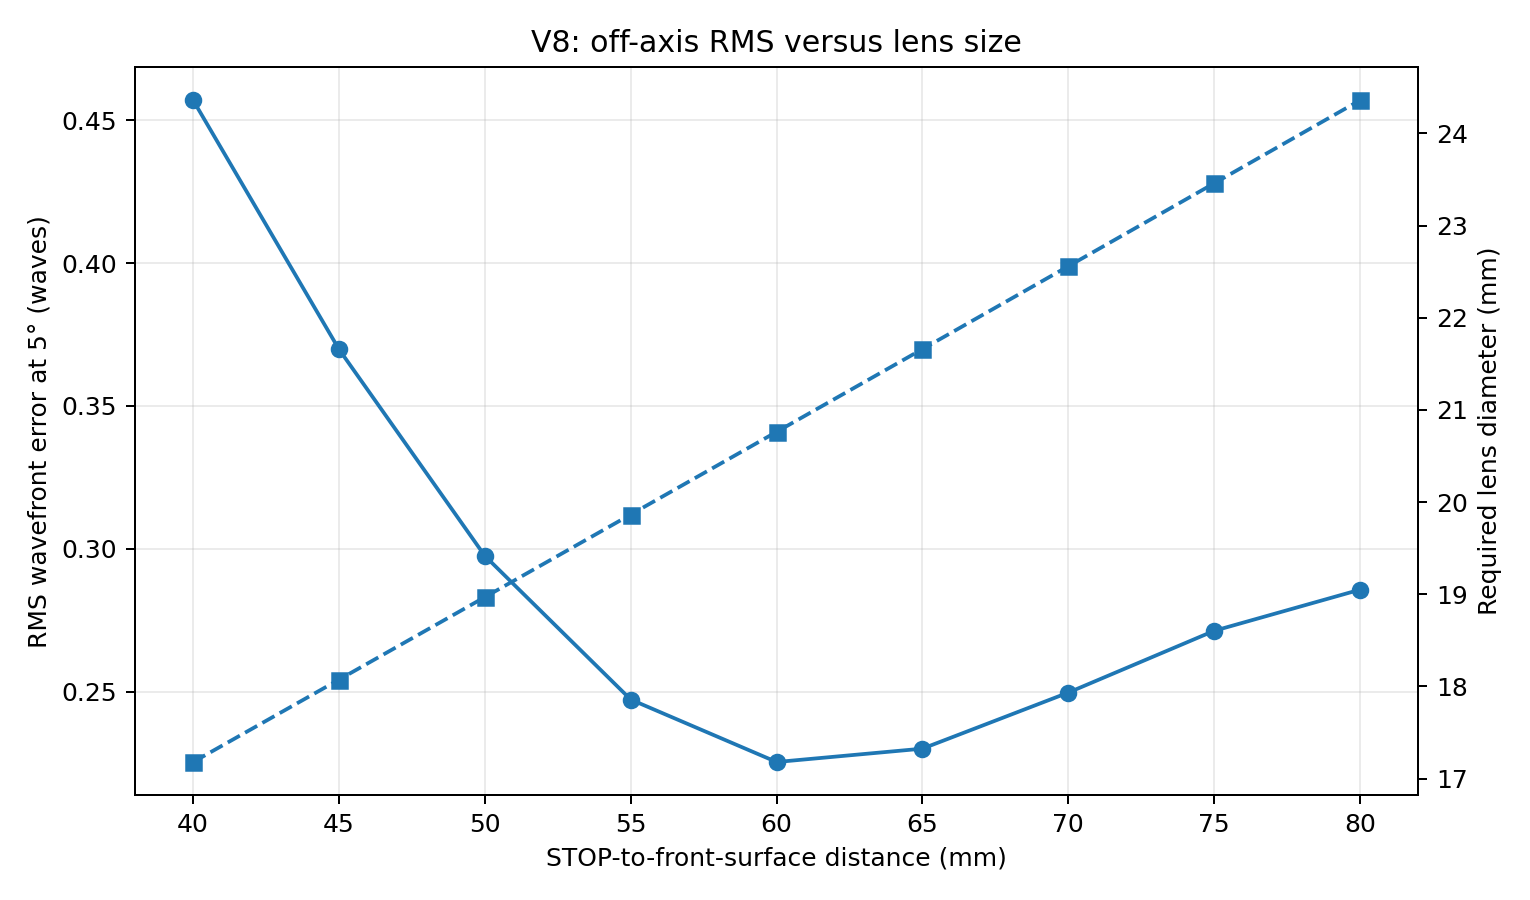 V8: off-axis RMS versus lens size
RMS wavefront error at 5° (waves)
0.45
0.40
0.35
0.30
0.25
24
23
22
21
20
19
18
17
Required lens diameter (mm)
40 45 50 55 60 65 70 75 80
STOP-to-front-surface distance (mm)